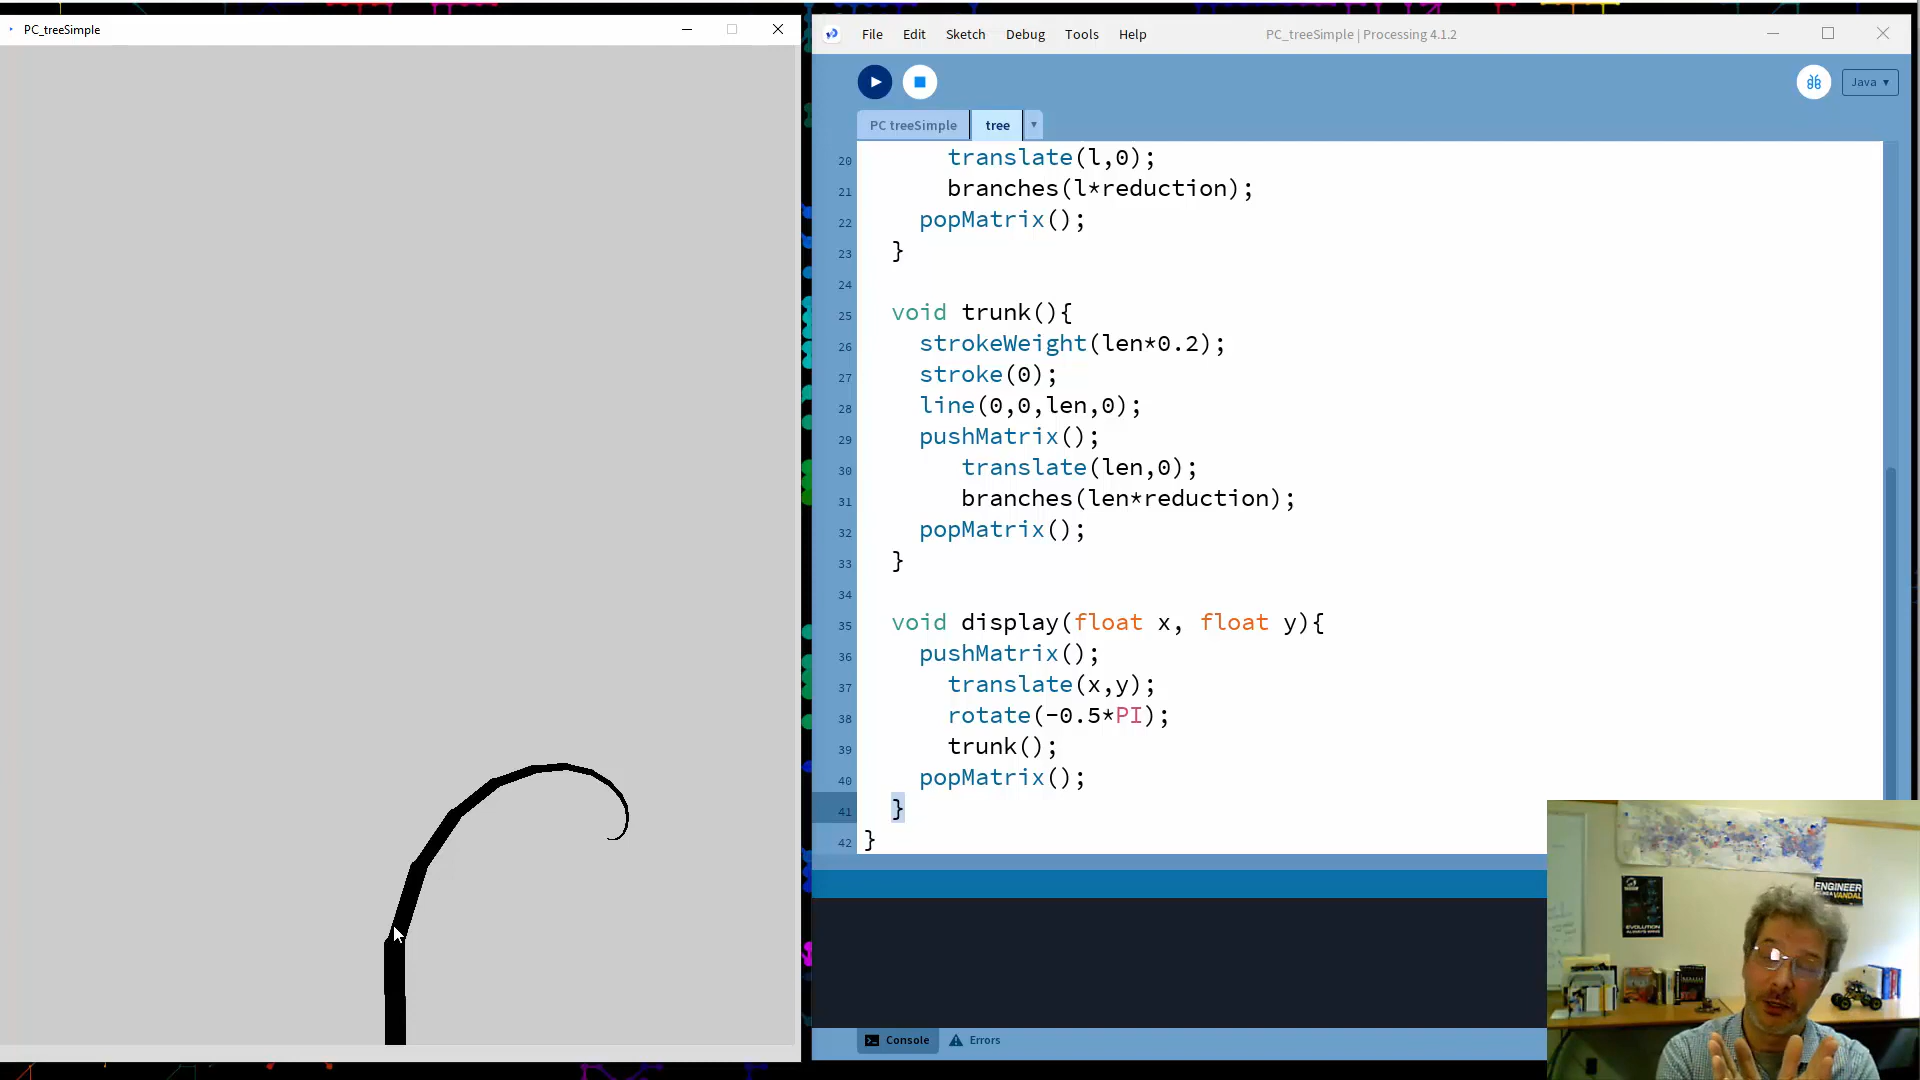 PC_treeSimple
File Edit Sketch Debug Tools Help
PC_treeSimple | Processing 4.1.2
Java ▾
PC treeSimple
tree
20 translate(l,0);
21 branches(l*reduction);
22 popMatrix();
23 }
24
25 void trunk(){
26 strokeWeight(len*0.2);
27 stroke(0);
28 line(0,0,len,0);
29 pushMatrix();
30 translate(len,0);
31 branches(len*reduction);
32 popMatrix();
33 }
34
35 void display(float x, float y){
36 pushMatrix();
37 translate(x,y);
38 rotate(-0.5*PI);
39 trunk();
40 popMatrix();
41 }
42 }
ENGINEER
VANDAL
EVOLUTION
Console
Errors